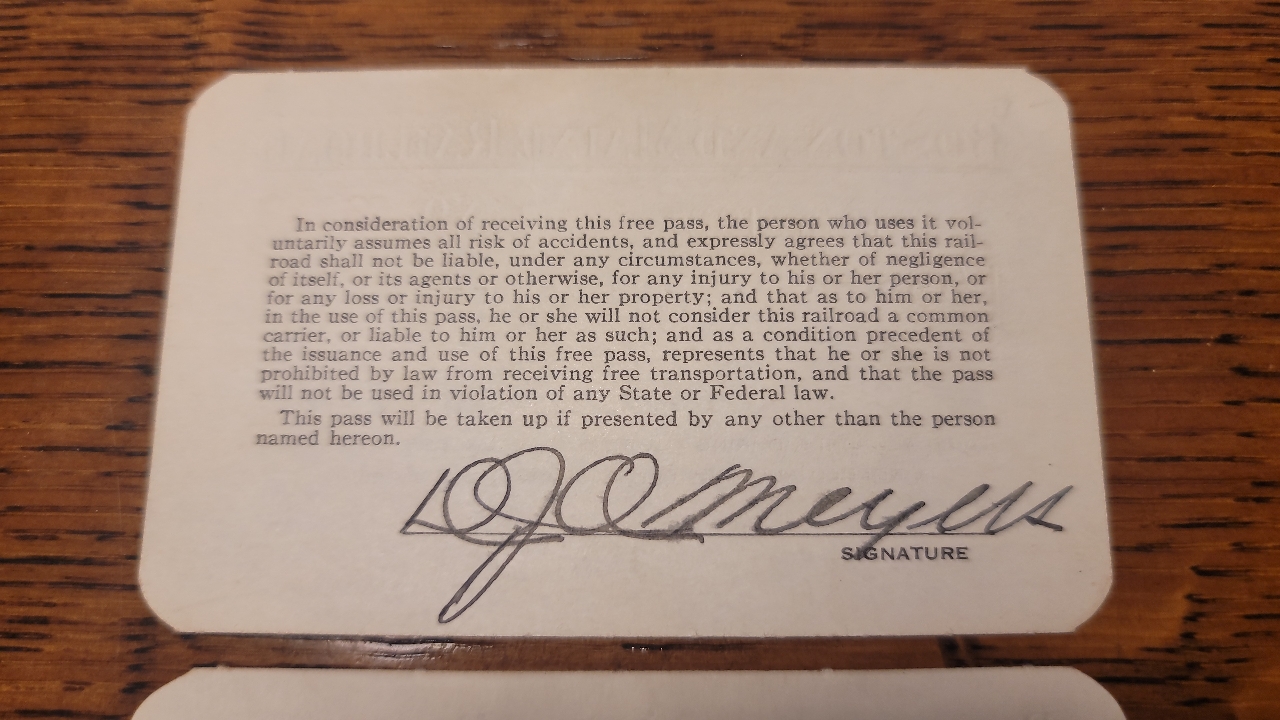 BOSTON AND MAINE RAILROAD
In consideration of receiving this free pass, the person who uses it vol-
untarily assumes all risk of accidents, and expressly agrees that this rail-
road shall not be liable, under any circumstances, whether of negligence
of itself, or its agents or otherwise, for any injury to his or her person, or
for any loss or injury to his or her property; and that as to him or her,
in the use of this pass, he or she will not consider this railroad a common
carrier, or liable to him or her as such; and as a condition precedent of
the issuance and use of this free pass, represents that he or she is not
prohibited by law from receiving free transportation, and that the pass
will not be used in violation of any State or Federal law.
This pass will be taken up if presented by any other than the person
named hereon.
DJO Meyers
SIGNATURE